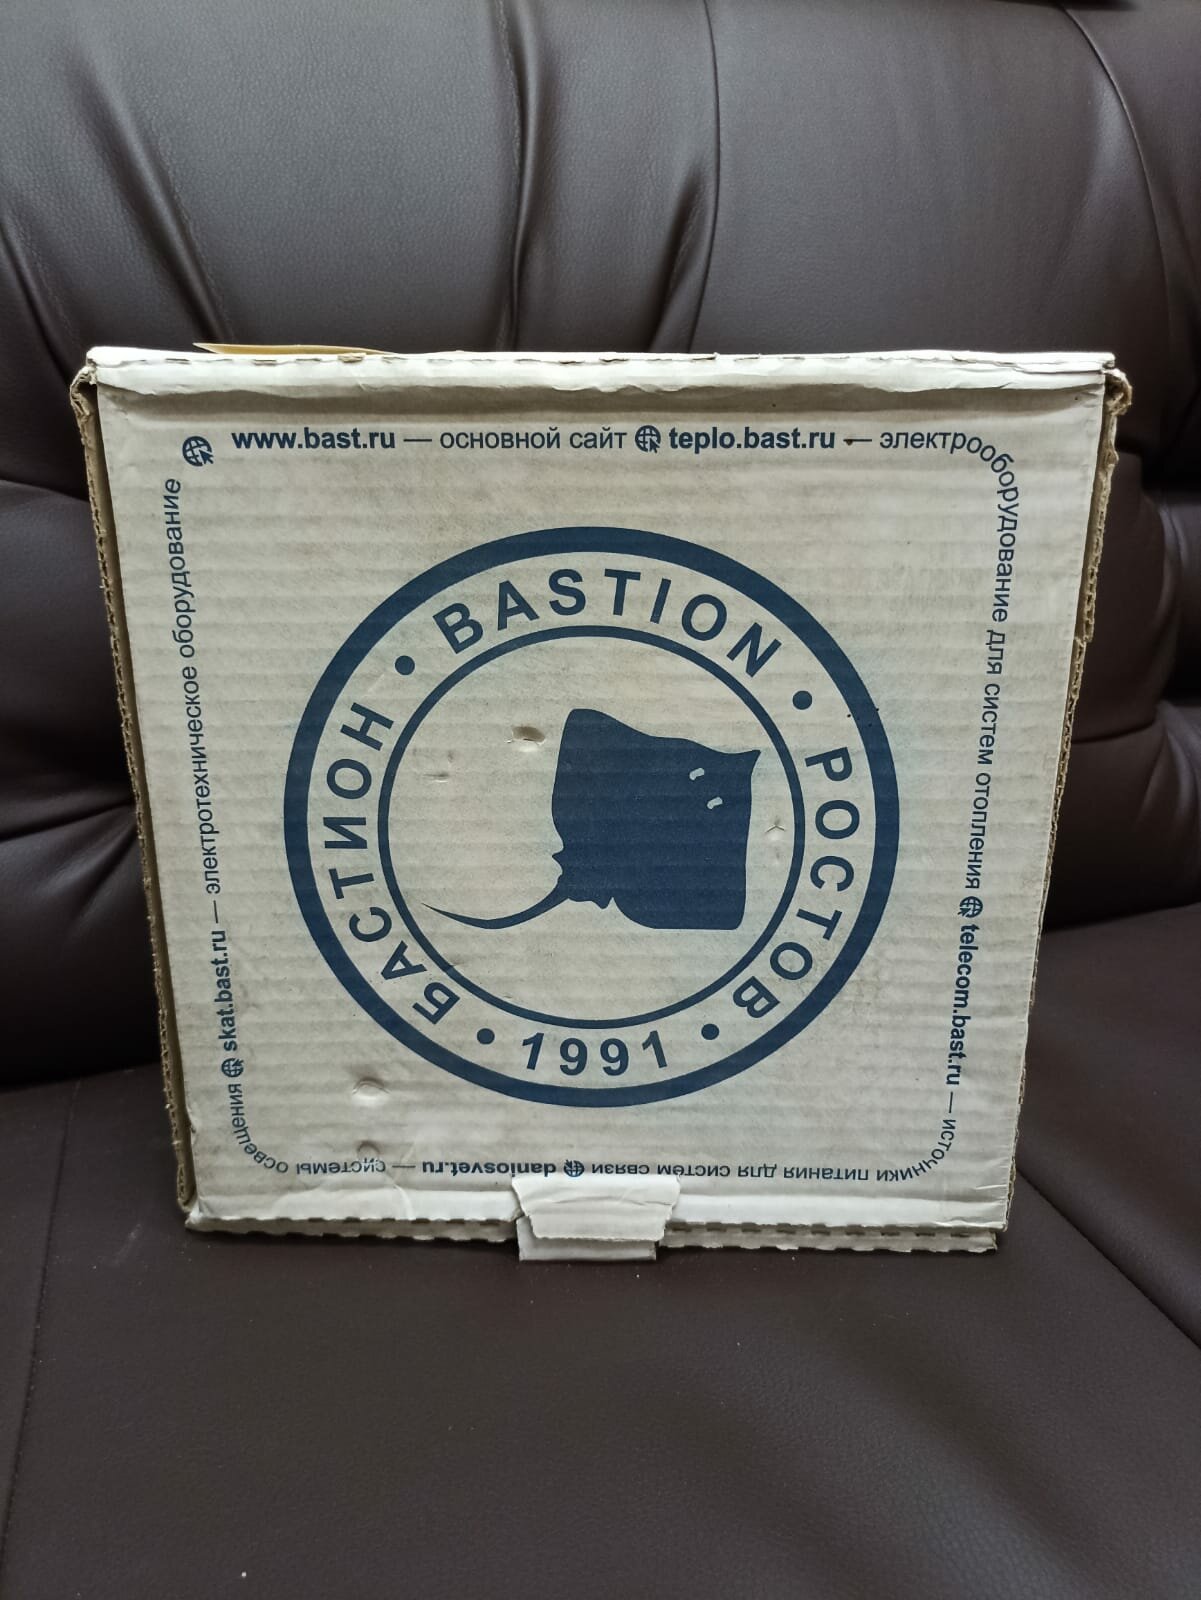 www.bast.ru — основной сайт teplo.bast.ru — электрооборудование для систем отопления telecom.bast.ru — источники питания для систем связи daniosvet.ru — системы освещения skat.bast.ru — электротехническое оборудование
БАСТИОН • BASTION • РОСТОВ • 1991 •